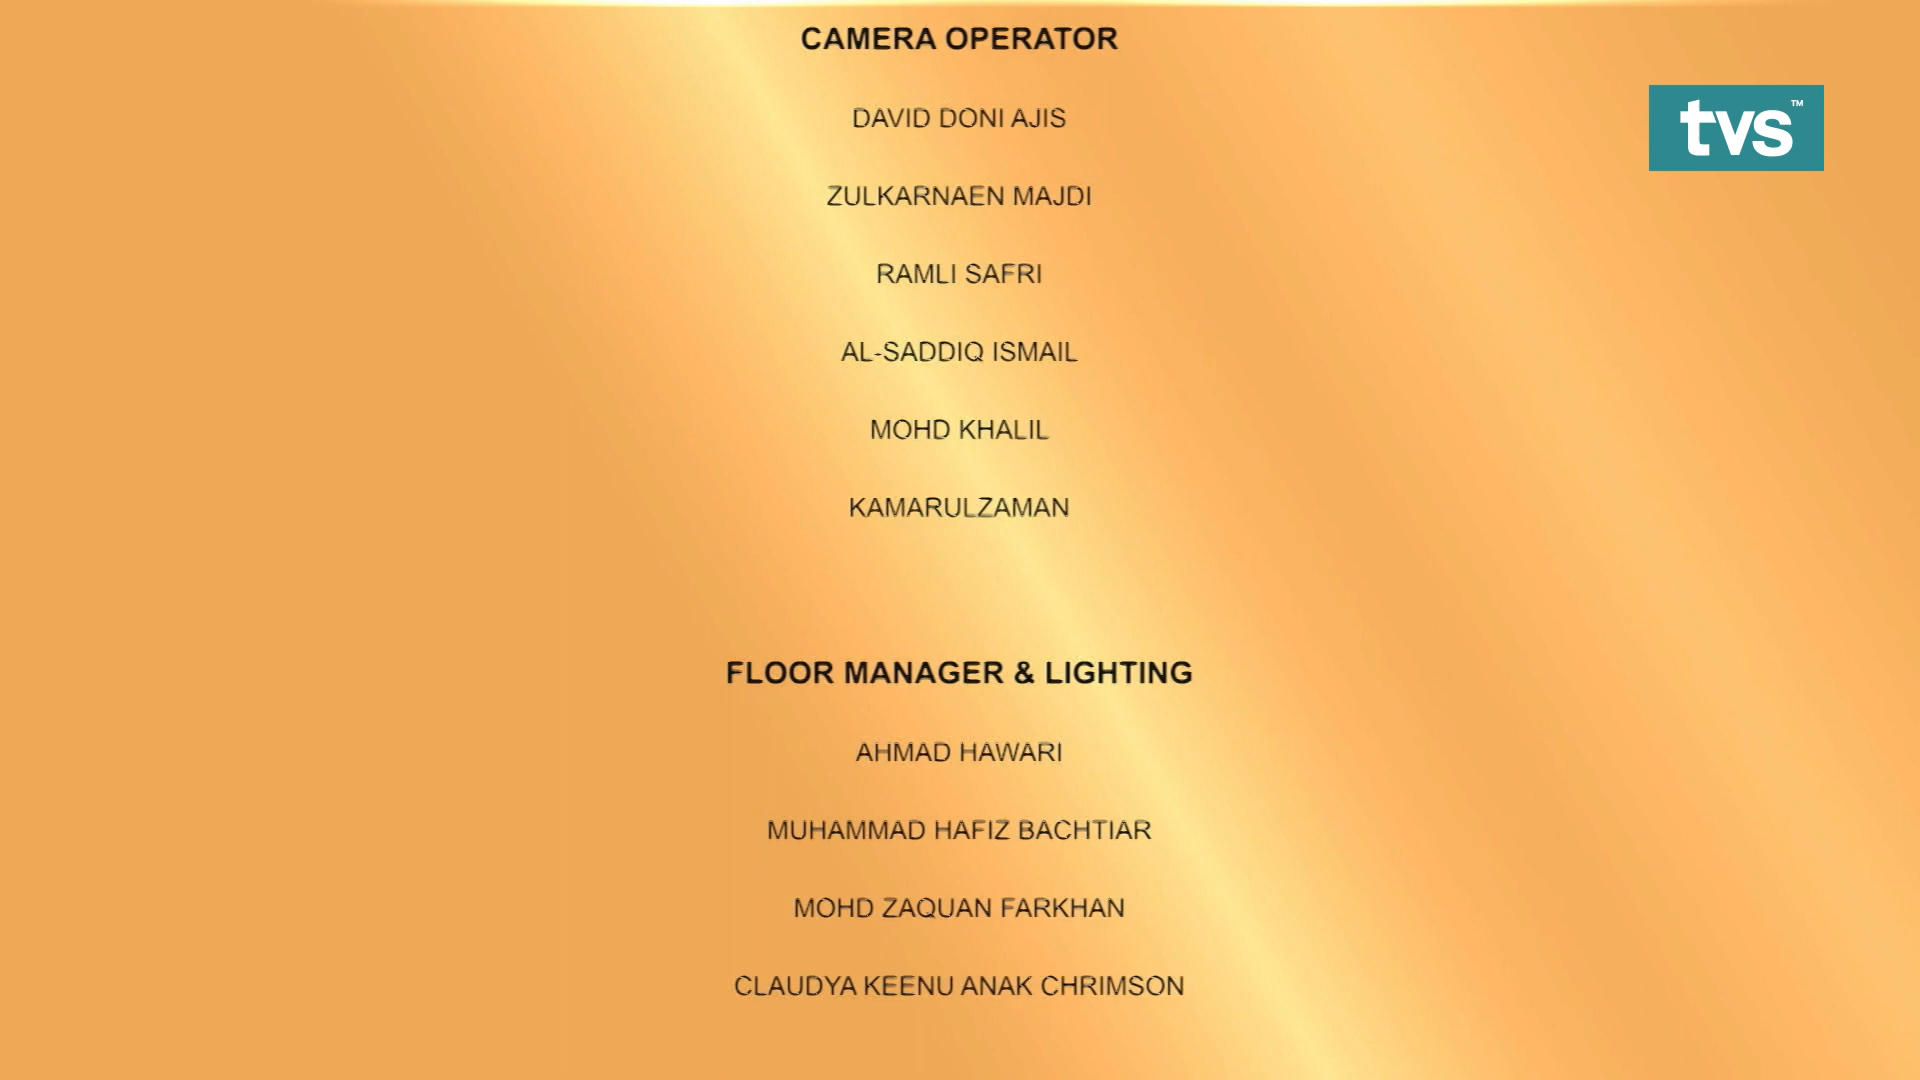 CAMERA OPERATOR
tvs™
DAVID DONI AJIS
ZULKARNAEN MAJDI
RAMLI SAFRI
AL-SADDIQ ISMAIL
MOHD KHALIL
KAMARULZAMAN
FLOOR MANAGER & LIGHTING
AHMAD HAWARI
MUHAMMAD HAFIZ BACHTIAR
MOHD ZAQUAN FARKHAN
CLAUDYA KEENU ANAK CHRIMSON